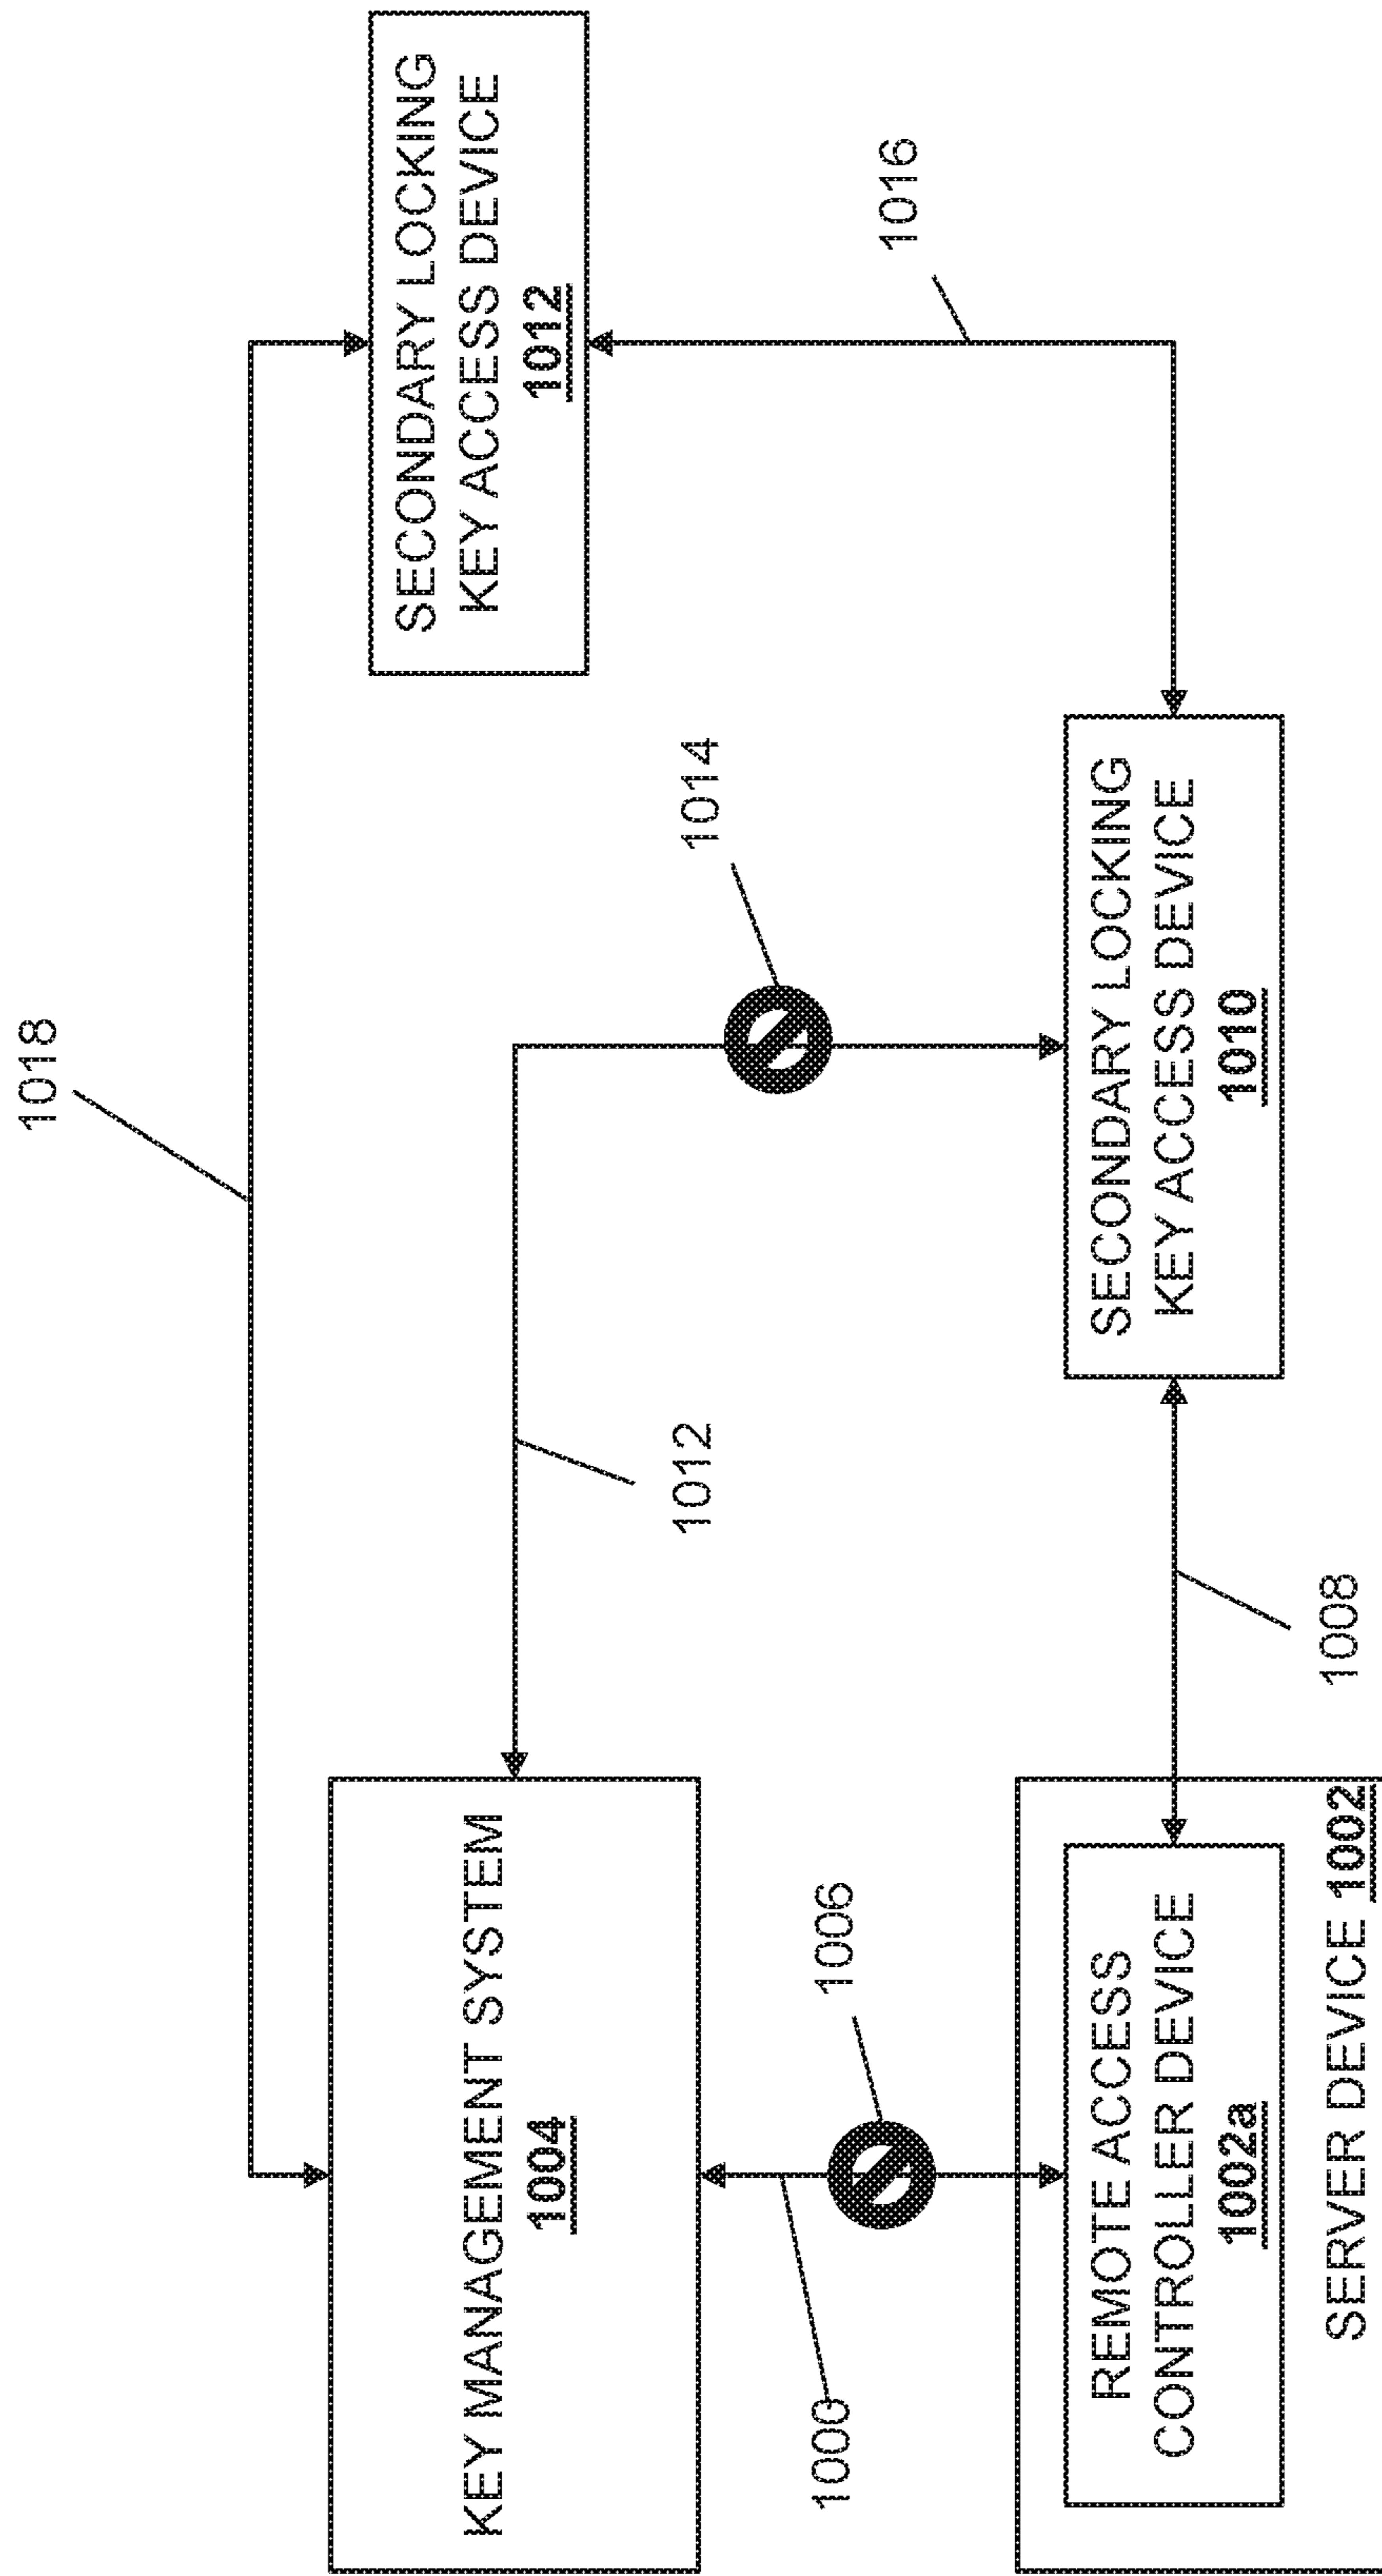 1018
KEY MANAGEMENT SYSTEM
1004
SECONDARY LOCKING
KEY ACCESS DEVICE
1012
1012
1014
1000
1006
1016
REMOTE ACCESS
CONTROLLER DEVICE
1002a
SECONDARY LOCKING
KEY ACCESS DEVICE
1010
1008
SERVER DEVICE 1002